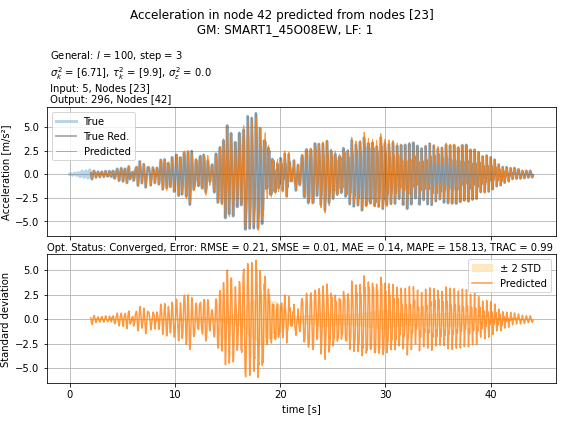 Acceleration in node 42 predicted from nodes [23]
GM: SMART1_45O08EW, LF: 1
General: l = 100, step = 3
σ²ₖ = [6.71], τ²ₖ = [9.9], σ²_ε = 0.0
Input: 5, Nodes [23]
Output: 296, Nodes [42]
Acceleration [m/s²]
5.0
2.5
0.0
−2.5
−5.0
True
True Red.
Predicted
Opt. Status: Converged, Error: RMSE = 0.21, SMSE = 0.01, MAE = 0.14, MAPE = 158.13, TRAC = 0.99
Standard deviation
5.0
2.5
0.0
−2.5
−5.0
± 2 STD
Predicted
0 10 20 30 40
time [s]